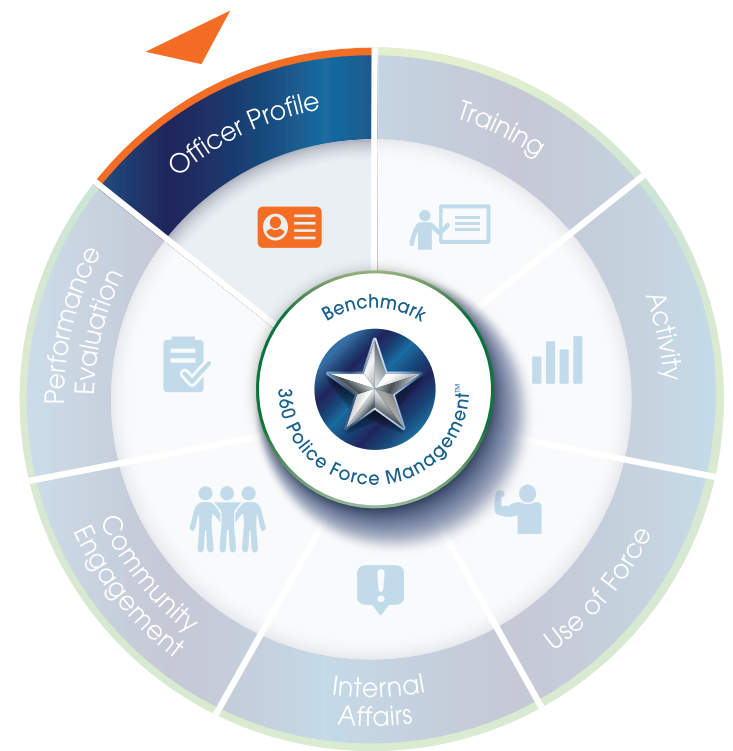 Officer Profile
Training
Activity
Use of Force
Internal
Affairs
Community
Engagement
Performance
Evaluation
Benchmark
360 Police Force Management™